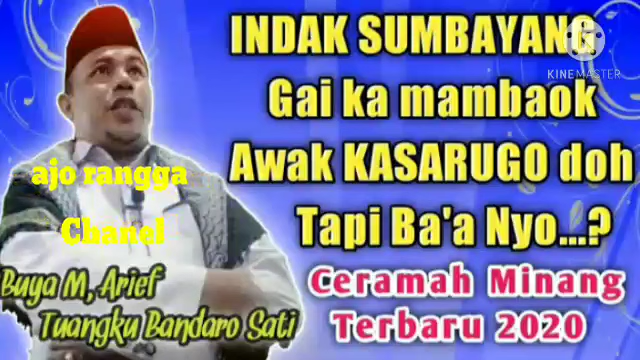 INDAK SUMBAYANG
KINEMASTER
Gai ka mambaok
Awak KASARUGO doh
Tapi Ba'a Nyo...?
ajo rangga
Chanel
Buya M, Arief
Tuangku Bandaro Sati
Ceramah Minang
Terbaru 2020